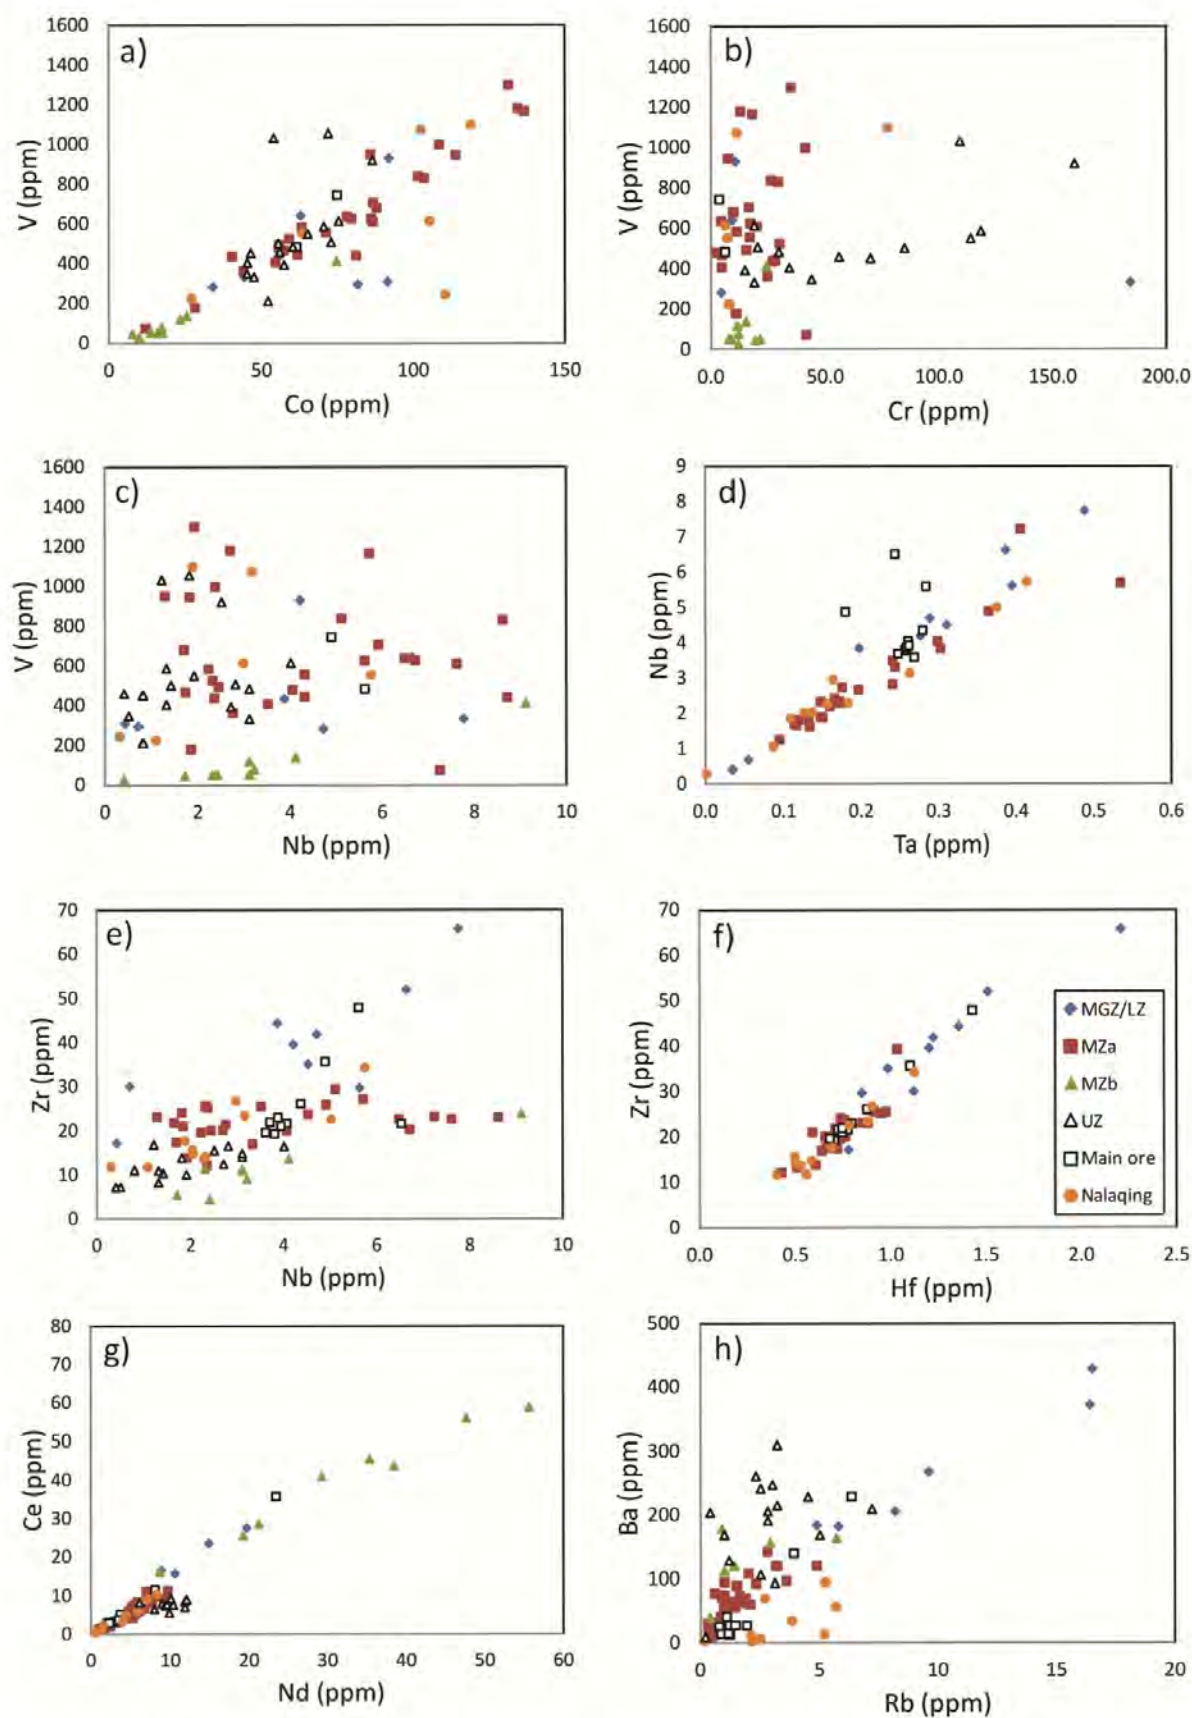 a)
1600
1400
1200
1000
800
600
400
200
0
V (ppm)
0 50 100 150
Co (ppm)
b)
1600
1400
1200
1000
800
600
400
200
0
V (ppm)
0.0 50.0 100.0 150.0 200.0
Cr (ppm)
c)
1600
1400
1200
1000
800
600
400
200
0
V (ppm)
0 2 4 6 8 10
Nb (ppm)
d)
9
8
7
6
5
4
3
2
1
0
Nb (ppm)
0.0 0.1 0.2 0.3 0.4 0.5 0.6
Ta (ppm)
e)
70
60
50
40
30
20
10
0
Zr (ppm)
0 2 4 6 8 10
Nb (ppm)
f)
70
60
50
40
30
20
10
0
Zr (ppm)
MGZ/LZ
MZa
MZb
UZ
Main ore
Nalaqing
0.0 0.5 1.0 1.5 2.0 2.5
Hf (ppm)
g)
80
70
60
50
40
30
20
10
0
Ce (ppm)
0 10 20 30 40 50 60
Nd (ppm)
h)
500
400
300
200
100
0
Ba (ppm)
0 5 10 15 20
Rb (ppm)